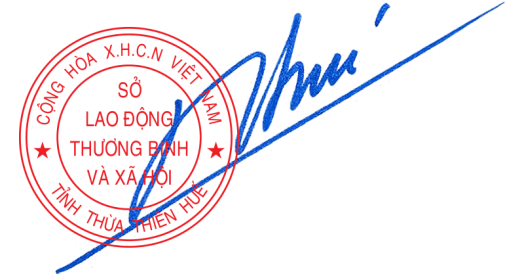 CỘNG HÒA X.H.C.N VIỆT NAM
SỞ
LAO ĐỘNG
THƯƠNG BINH
VÀ XÃ HỘI
TỈNH THỪA THIÊN HUẾ